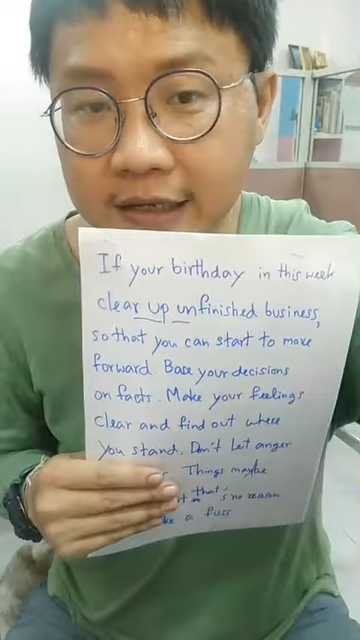 If your birthday in this week
clear up unfinished business,
so that you can start to move
forward. Base your decisions
on facts. Make your feelings
clear and find out where
you stand. Don't let anger
Things maybe
that's no reason
a fuss